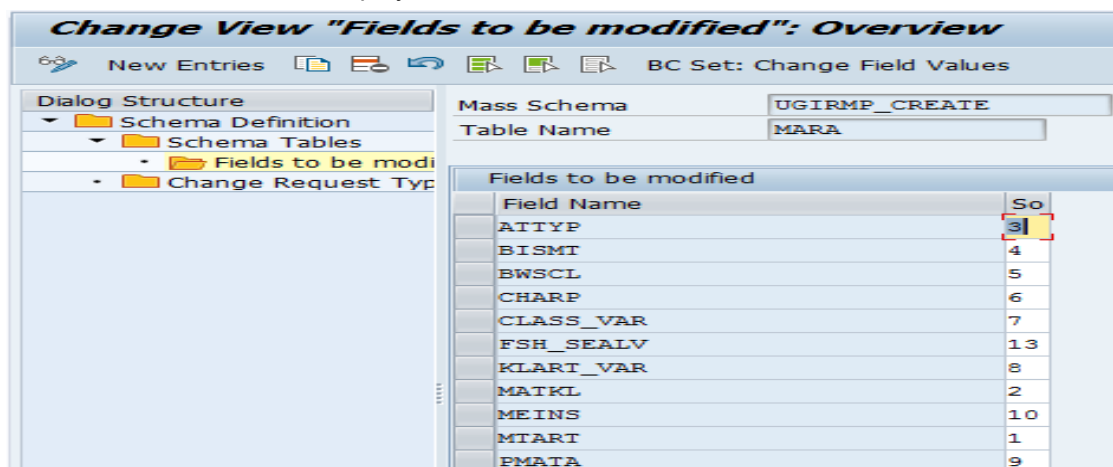 Change View "Fields to be modified": Overview
New Entries BC Set: Change Field Values
Dialog Structure
Schema Definition
Schema Tables
Fields to be modi
Change Request Typ
Mass Schema UGIRMP_CREATE
Table Name MARA
Fields to be modified
Field Name So
ATTYP 3
BISMT 4
BWSCL 5
CHARP 6
CLASS_VAR 7
FSH_SEALV 13
KLART_VAR 8
MATKL 2
MEINS 10
MTART 1
PMATA 9